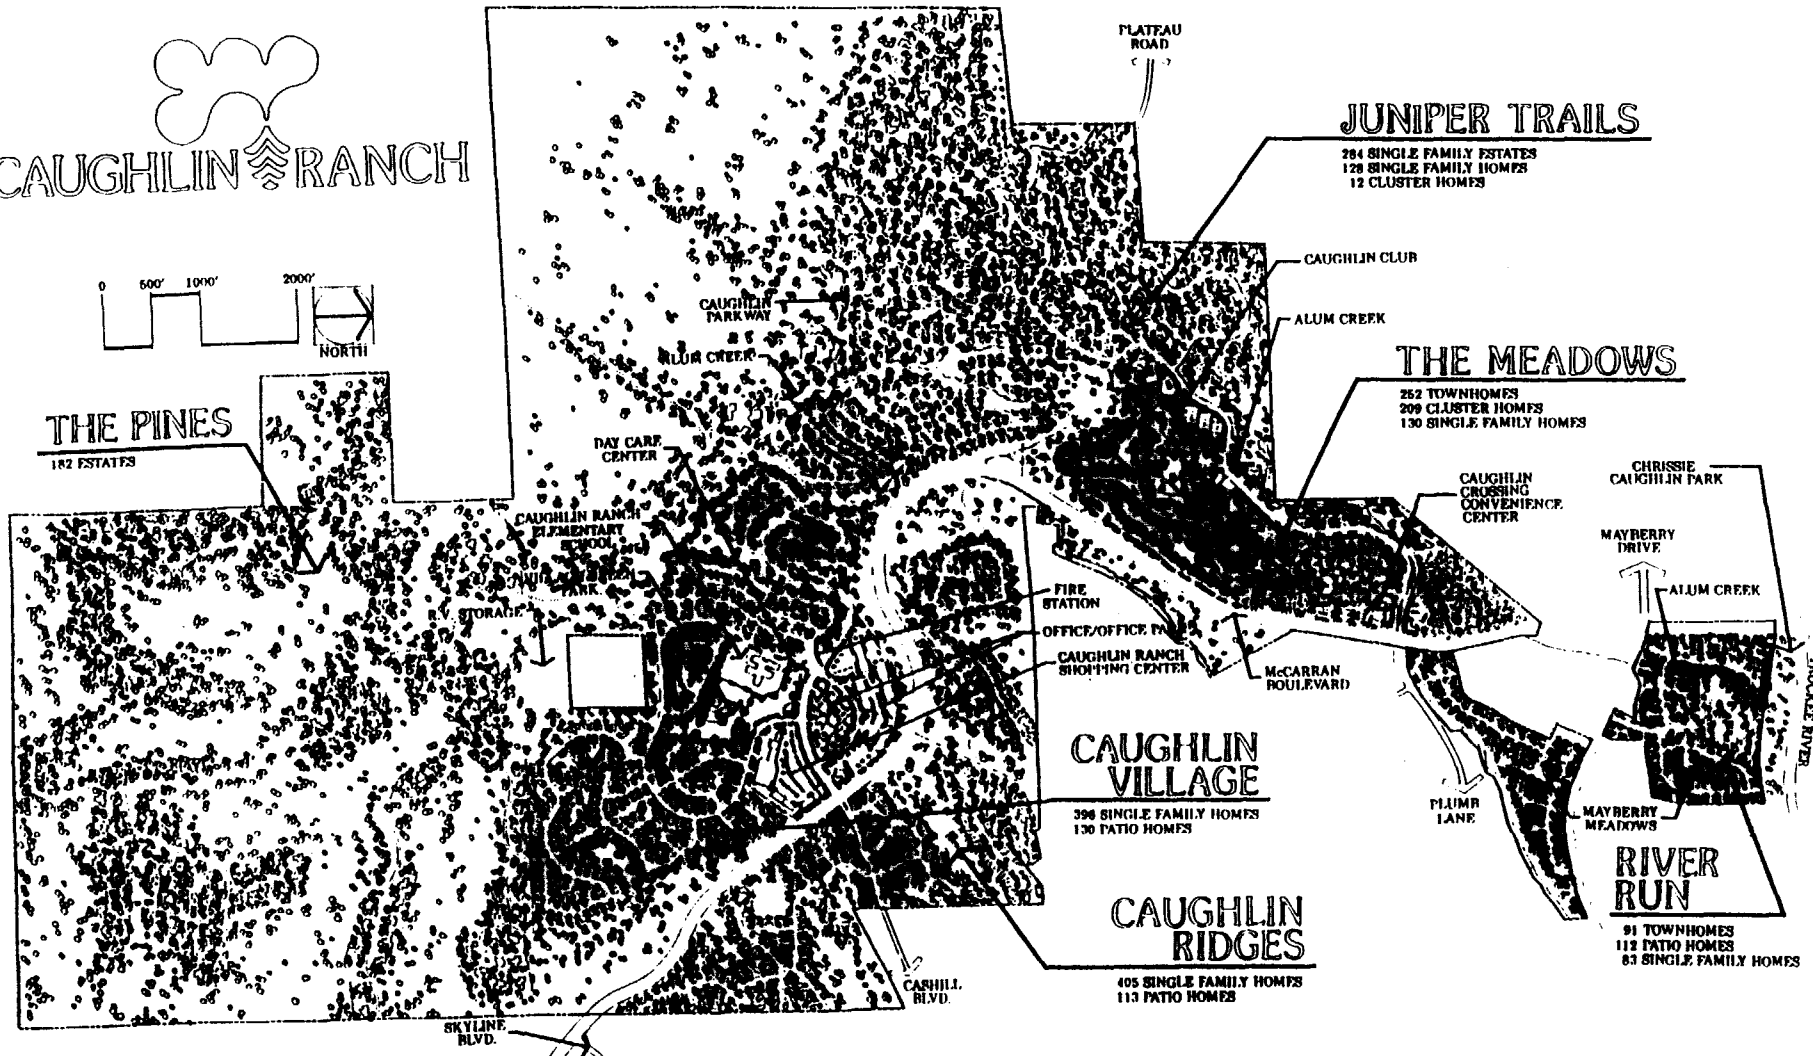 CAUGHLIN RANCH
0 500' 1000' 2000'
NORTH
PLATEAU
ROAD
JUNIPER TRAILS
284 SINGLE FAMILY ESTATES
128 SINGLE FAMILY HOMES
12 CLUSTER HOMES
CAUGHLIN CLUB
ALUM CREEK
CAUGHLIN
PARKWAY
ALUM CREEK
THE MEADOWS
252 TOWNHOMES
209 CLUSTER HOMES
130 SINGLE FAMILY HOMES
THE PINES
182 ESTATES
DAY CARE
CENTER
CAUGHLIN RANCH
ELEMENTARY
SCHOOL
PARK
STORAGE
CAUGHLIN
CROSSING
CONVENIENCE
CENTER
CHRISSIE
CAUGHLIN PARK
MAYBERRY
DRIVE
ALUM CREEK
FIRE
STATION
OFFICE/OFFICE
CAUGHLIN RANCH
SHOPPING CENTER
McCARRAN
BOULEVARD
RIVER
CAUGHLIN
VILLAGE
396 SINGLE FAMILY HOMES
130 PATIO HOMES
PLUMB
LANE
MAYBERRY
MEADOWS
RIVER
RUN
91 TOWNHOMES
112 PATIO HOMES
83 SINGLE FAMILY HOMES
CAUGHLIN
RIDGES
405 SINGLE FAMILY HOMES
113 PATIO HOMES
CASHILL
BLVD.
SKYLINE
BLVD.